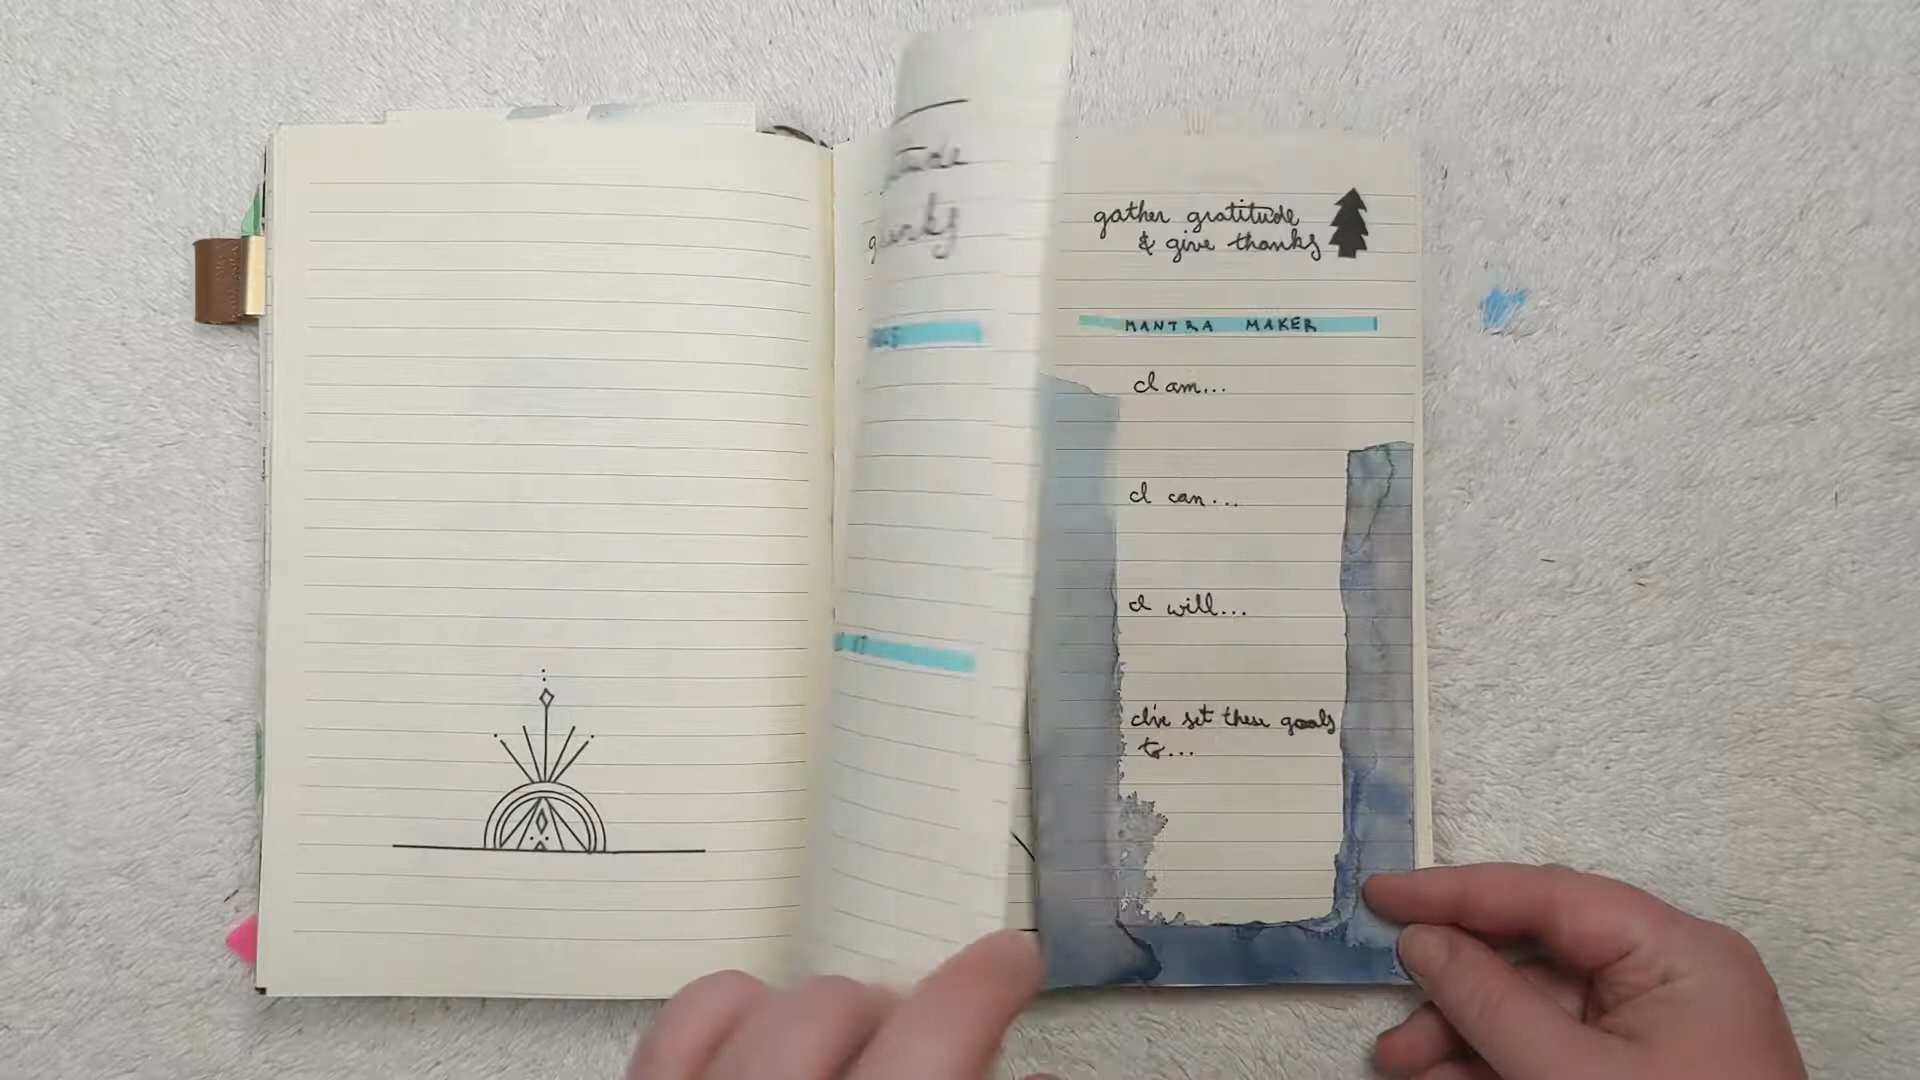 gather gratitude
& give thanks
MANTRA MAKER
I am...
I can...
I will...
I've set these goals
to...